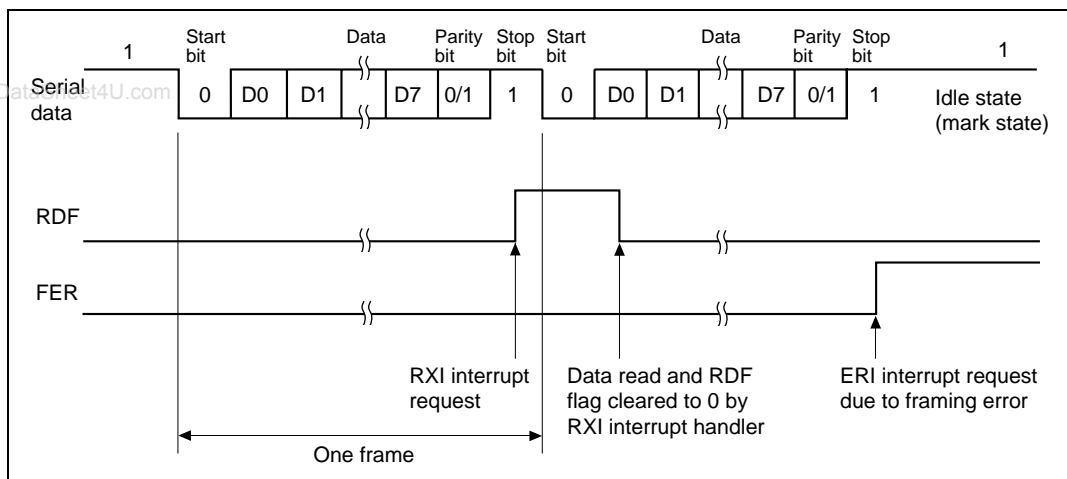 1 Start bit Data Parity bit Stop bit Start bit Data Parity bit Stop bit 1
DataSheet4U.com
Serial data 0 D0 D1 D7 0/1 1 0 D0 D1 D7 0/1 1 Idle state (mark state)
RDF
FER
RXI interrupt request
Data read and RDF flag cleared to 0 by RXI interrupt handler
ERI interrupt request due to framing error
One frame